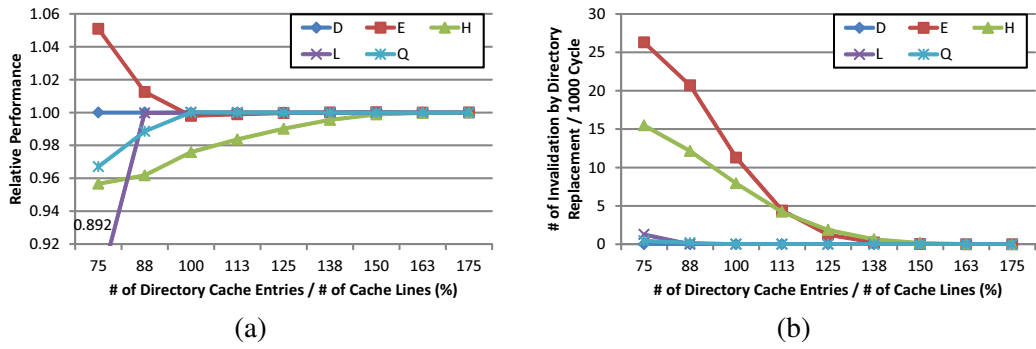 1.06
1.04
1.02
1.00
0.98
0.96
0.94
0.92
Relative Performance
D E H
L Q
0.892
75 88 100 113 125 138 150 163 175
# of Directory Cache Entries / # of Cache Lines (%)
(a)
30
25
20
15
10
5
0
# of Invalidation by Directory
Replacement / 1000 Cycle
D E H
L Q
75 88 100 113 125 138 150 163 175
# of Directory Cache Entries / # of Cache Lines (%)
(b)